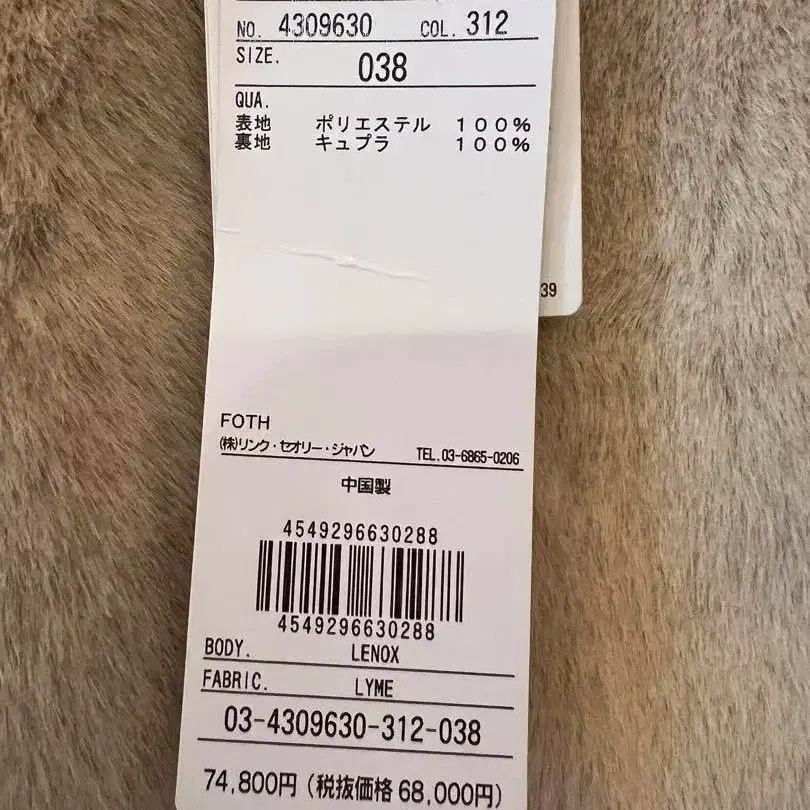 NO. 4309630 COL. 312
SIZE. 038
QUA.
表地 ポリエステル 100%
裏地 キュプラ 100%
39
FOTH
(株)リンク・セオリー・ジャパン TEL.03-6865-0206
中国製
4549296630288
4549296630288
BODY. LENOX
FABRIC. LYME
03-4309630-312-038
74,800円(税抜価格68,000円)